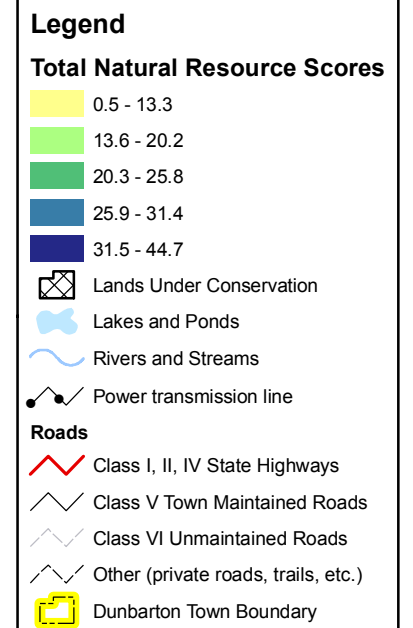 Legend
Total Natural Resource Scores
0.5 - 13.3
13.6 - 20.2
20.3 - 25.8
25.9 - 31.4
31.5 - 44.7
Lands Under Conservation
Lakes and Ponds
Rivers and Streams
Power transmission line
Roads
Class I, II, IV State Highways
Class V Town Maintained Roads
Class VI Unmaintained Roads
Other (private roads, trails, etc.)
Dunbarton Town Boundary